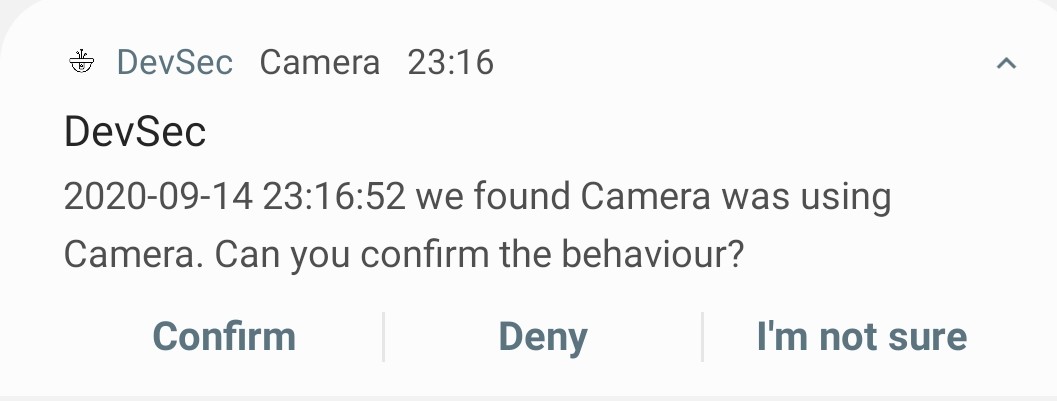 DevSec Camera 23:16
DevSec
2020-09-14 23:16:52 we found Camera was using
Camera. Can you confirm the behaviour?
Confirm Deny I'm not sure